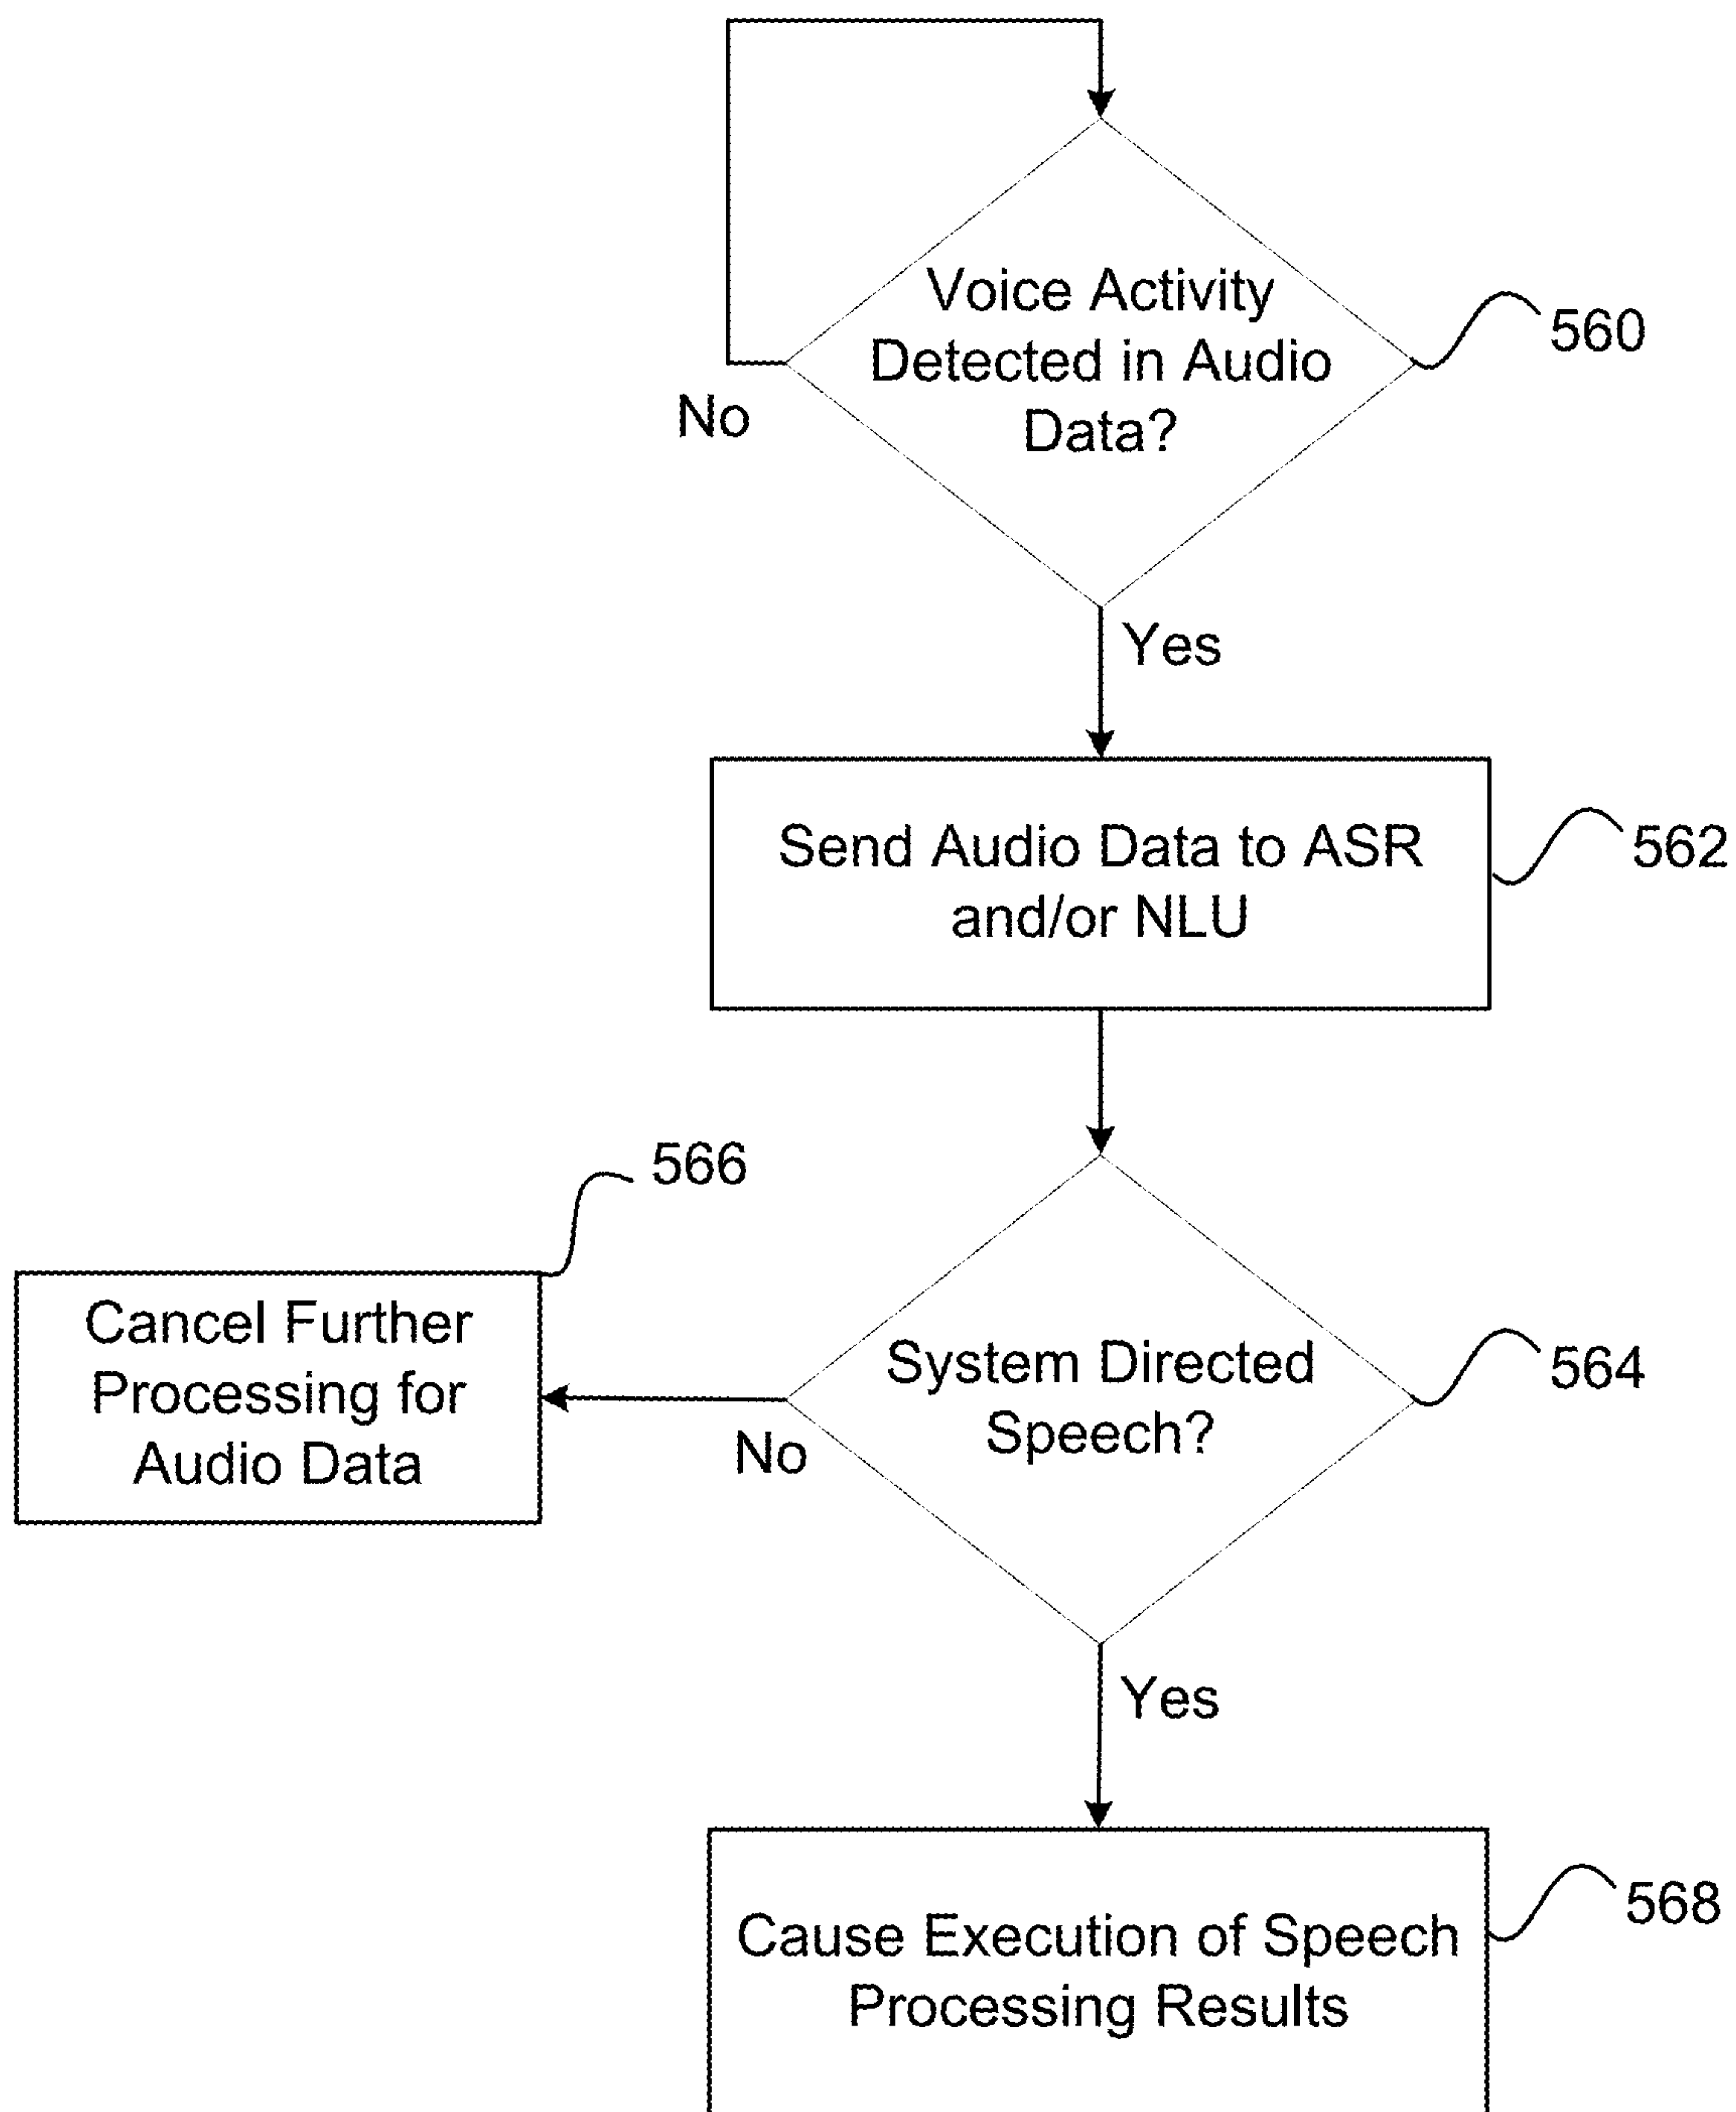 Voice Activity
Detected in Audio
Data?
560
No
Yes
Send Audio Data to ASR
and/or NLU
562
566
Cancel Further
Processing for
Audio Data
System Directed
Speech?
564
No
Yes
Cause Execution of Speech
Processing Results
568